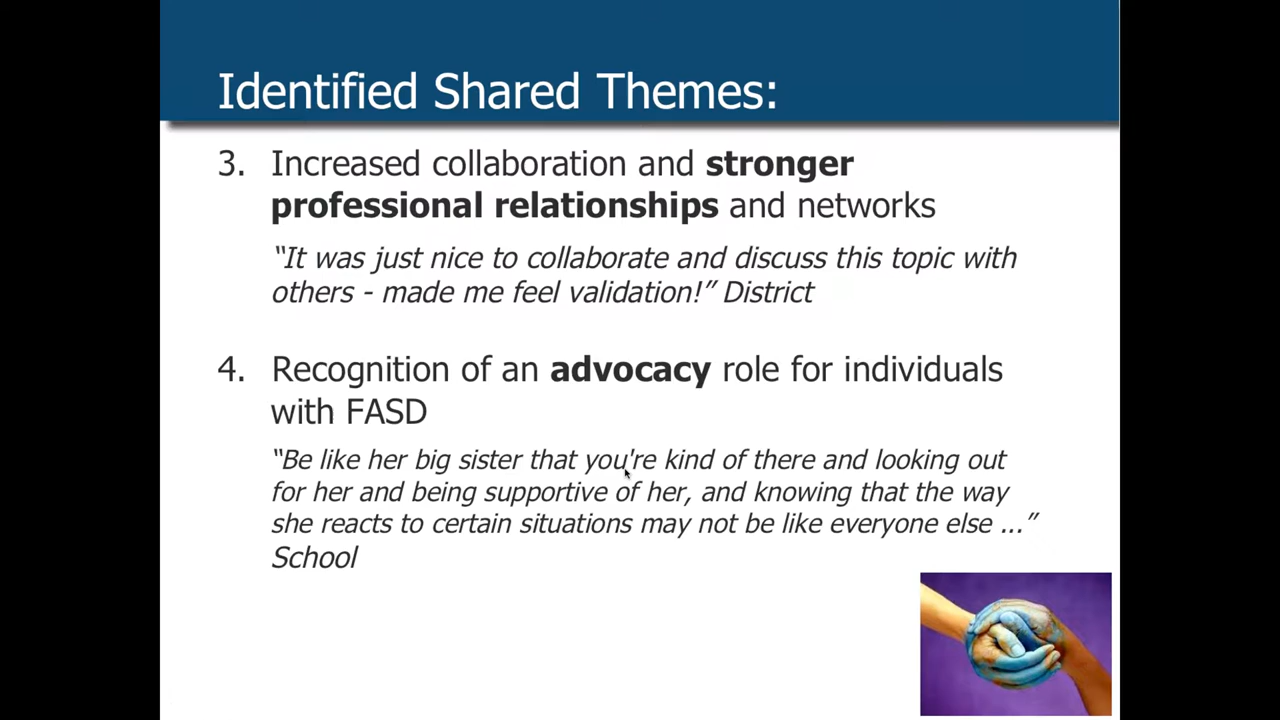 Identified Shared Themes:
3. Increased collaboration and stronger
professional relationships and networks
“It was just nice to collaborate and discuss this topic with
others - made me feel validation!” District
4. Recognition of an advocacy role for individuals
with FASD
“Be like her big sister that you're kind of there and looking out
for her and being supportive of her, and knowing that the way
she reacts to certain situations may not be like everyone else ...”
School